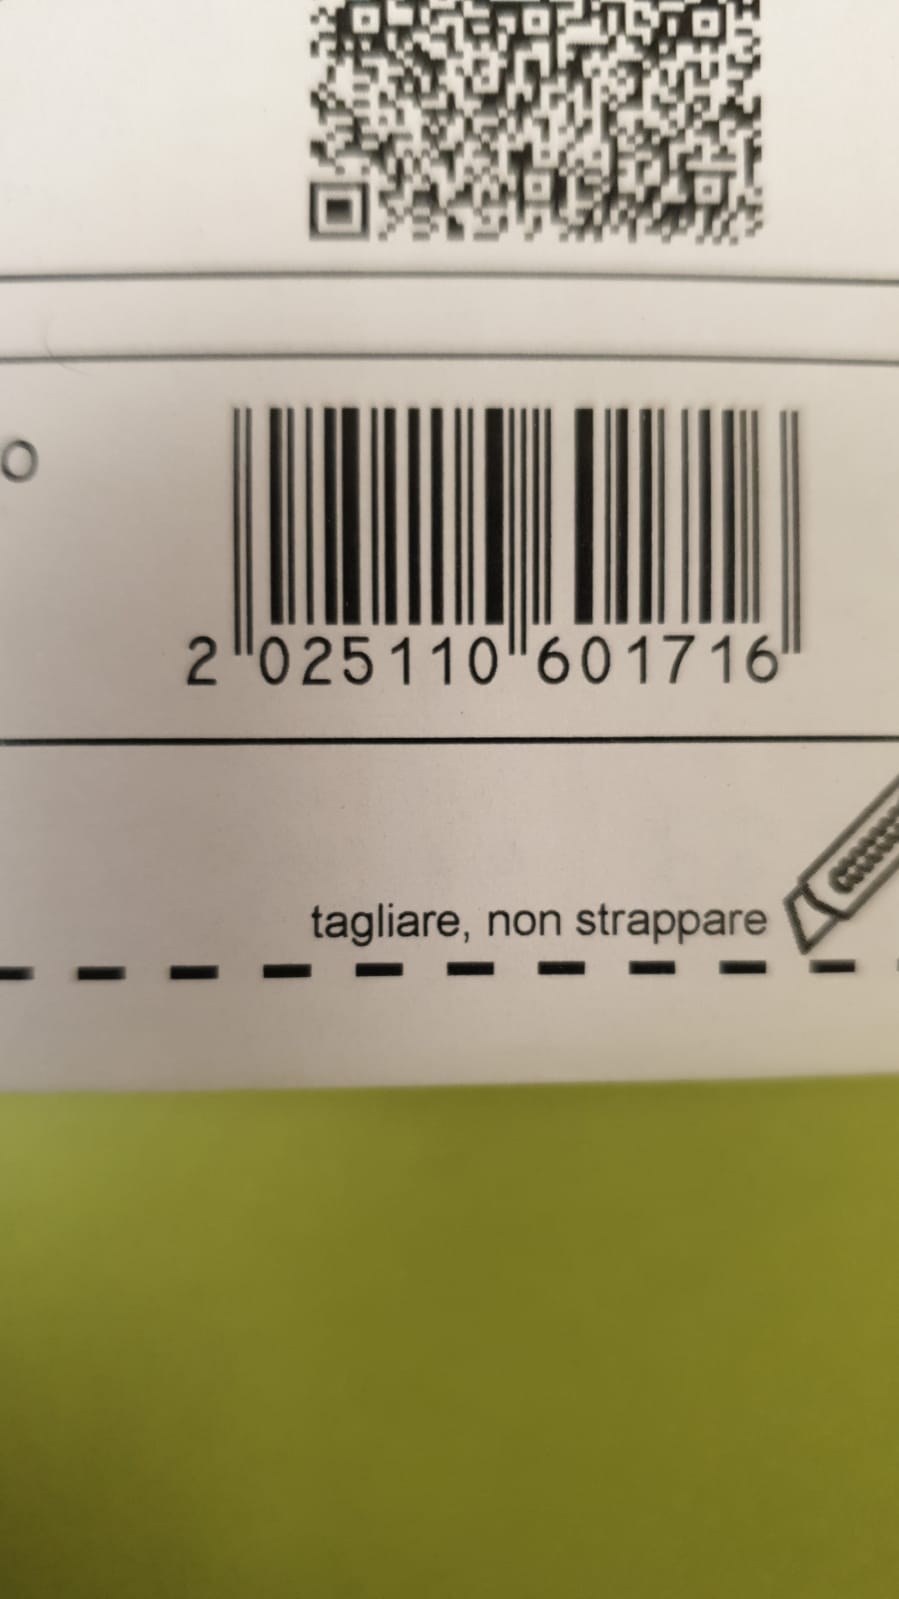 O
2 025110 601716
tagliare, non strappare